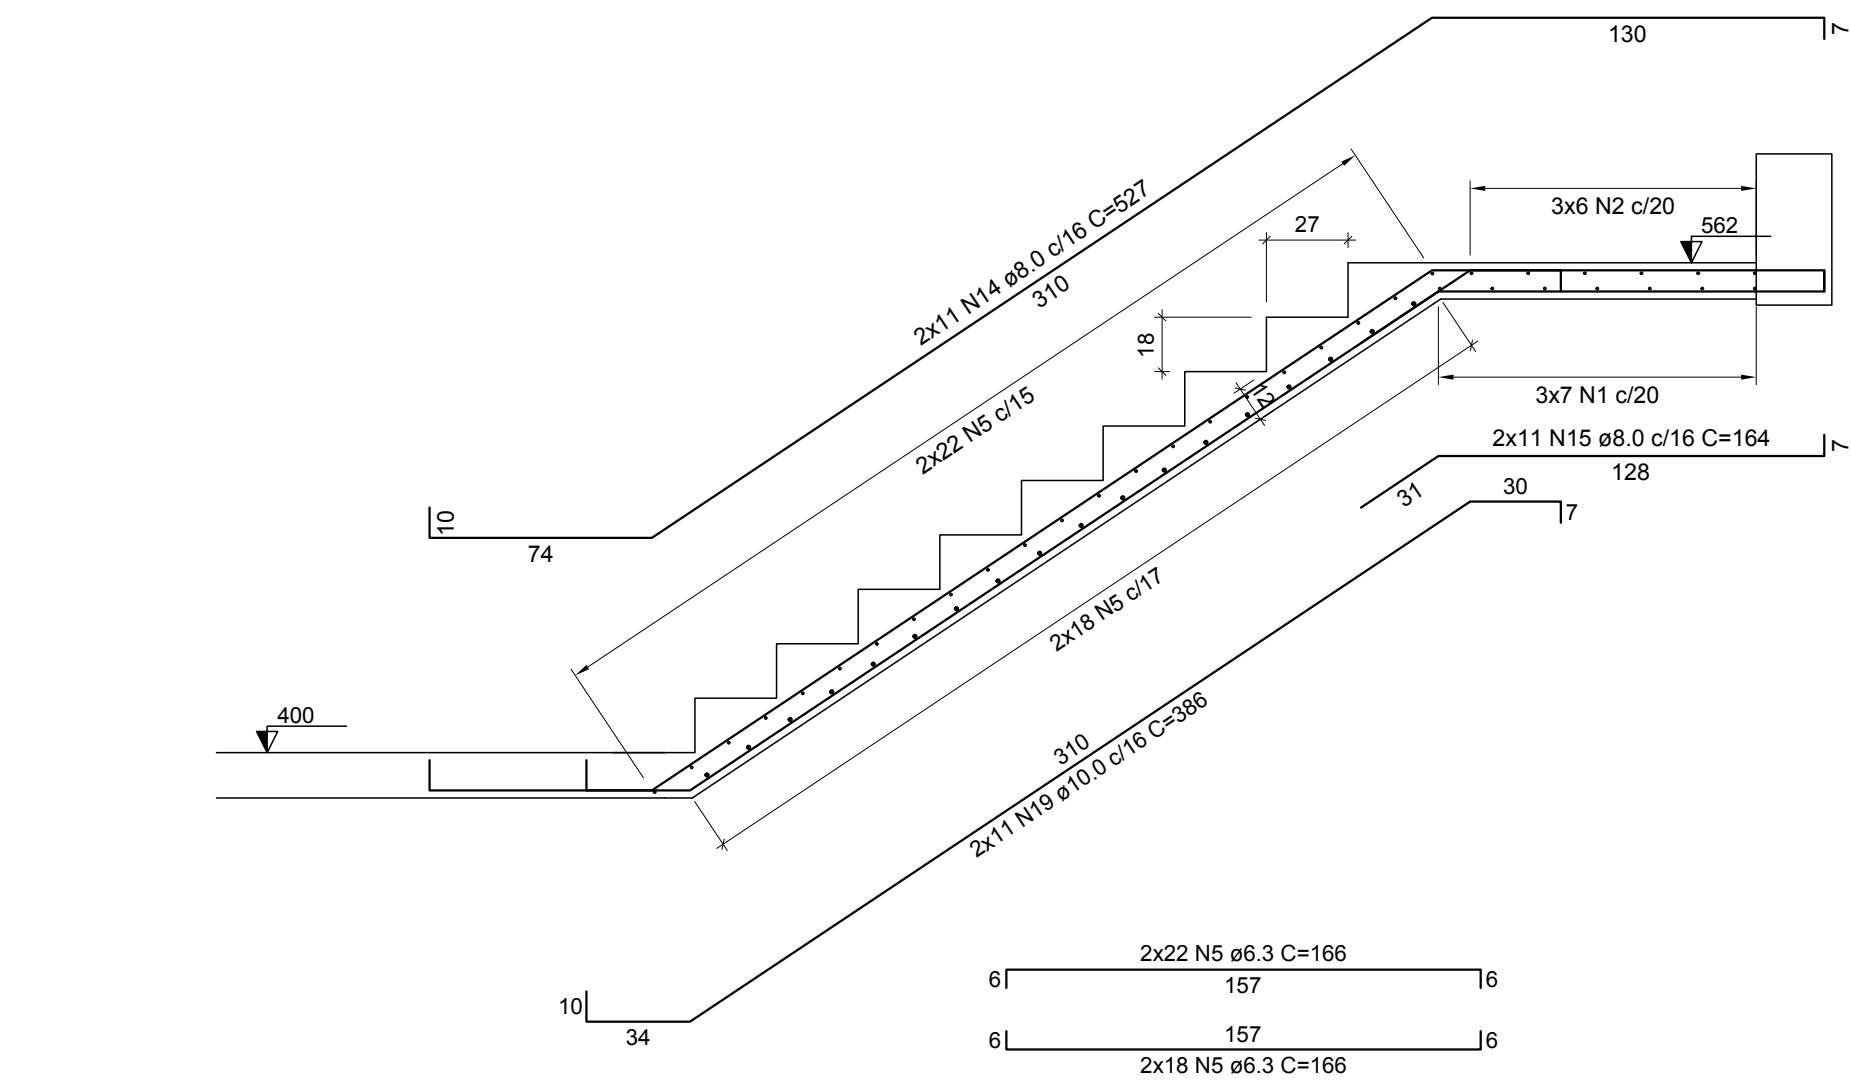 130
7
2x11 N14 ø8.0 c/16 C=527
310
3x6 N2 c/20
562
27
18
12
2x22 N5 c/15
3x7 N1 c/20
2x11 N15 ø8.0 c/16 C=164
7
128
31
30
7
10
74
2x18 N5 c/17
400
310
2x11 N19 ø10.0 c/16 C=386
10
34
2x22 N5 ø6.3 C=166
6
157
6
6
157
6
2x18 N5 ø6.3 C=166